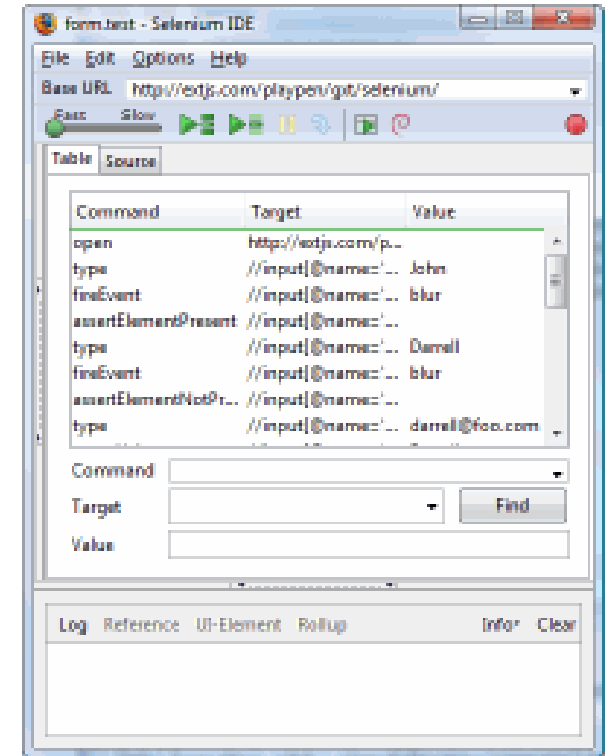 form.test - Selenium IDE
File Edit Options Help
Base URL http://extjs.com/playpen/gxt/selenium/
Fast Slow
Table Source
Command Target Value
open http://extjs.com/p...
type //input[@name='... John
fireEvent //input[@name='... blur
assertElementPresent //input[@name='...
type //input[@name='... Darrell
fireEvent //input[@name='... blur
assertElementNotPr... //input[@name='...
type //input[@name='... darrell@foo.com
Command
Target Find
Value
Log Reference UI-Element Rollup Info▾ Clear